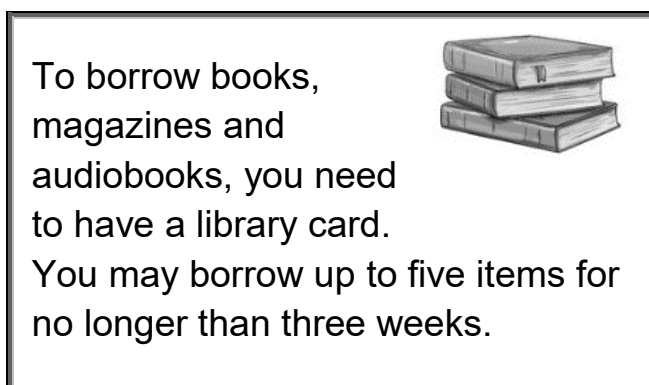 To borrow books,
magazines and
audiobooks, you need
to have a library card.
You may borrow up to five items for
no longer than three weeks.